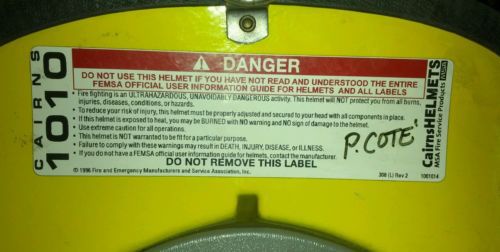 CAIRNS
1010
DANGER
DO NOT USE THIS HELMET IF YOU HAVE NOT READ AND UNDERSTOOD THE ENTIRE
FEMSA OFFICIAL USER INFORMATION GUIDE FOR HELMETS AND ALL LABELS
• Fire fighting is an ULTRAHAZARDOUS, UNAVOIDABLY DANGEROUS activity. This helmet will NOT protect you from all burns,
injuries, diseases, conditions, or hazards.
• To reduce your risk of injury, this helmet must be properly adjusted and secured to your head with all components in place.
• If this helmet is exposed to heat, you may be BURNED with NO warning and NO sign of damage to the helmet.
• Use extreme caution for all operations.
• This helmet is NOT warranted to be fit for a particular purpose.
• Failure to comply with these warnings may result in DEATH, INJURY, DISEASE, or ILLNESS.
• If you do not have a FEMSA official user information guide for helmets, contact the manufacturer.
DO NOT REMOVE THIS LABEL
© 1996 Fire and Emergency Manufacturers and Services Association, Inc.
308 (L) Rev 2
1001014
P. COTE'
CairnsHELMETS
MSA Fire Service Products
MSA